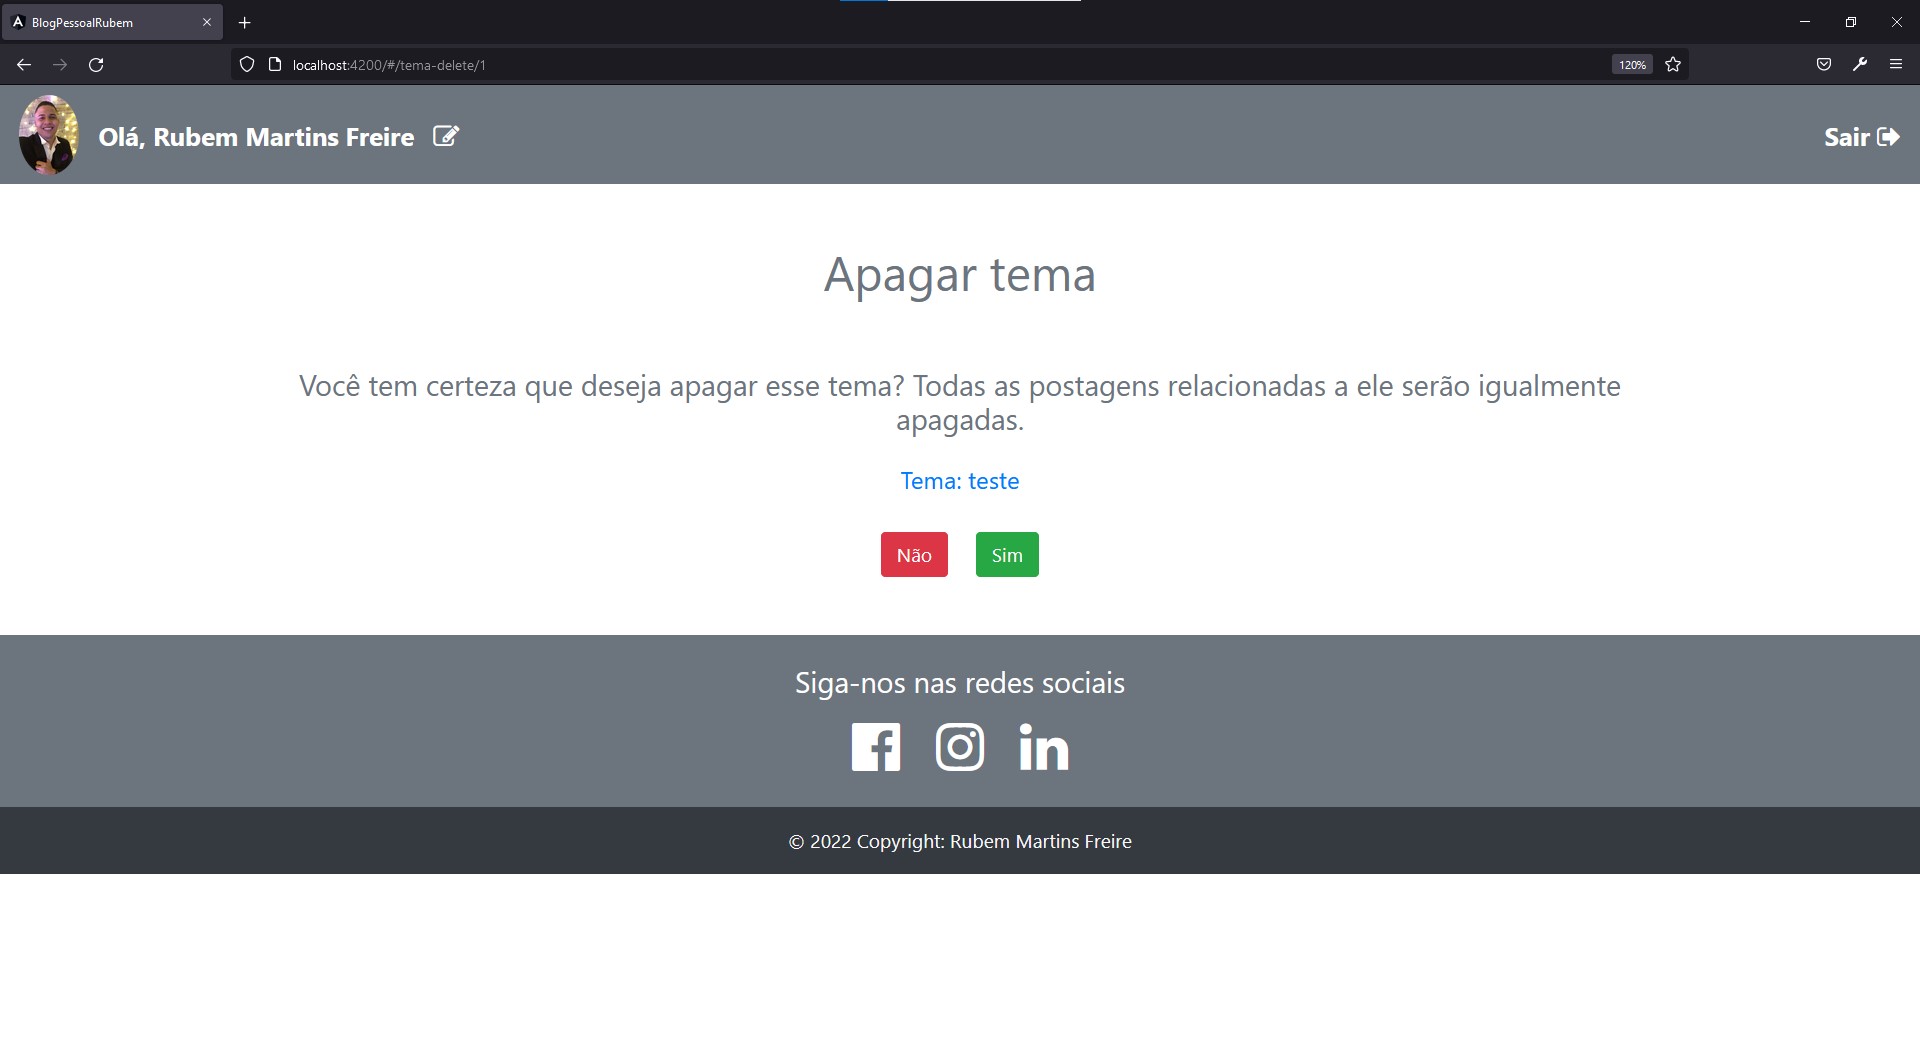 BlogPessoalRubem
localhost:4200/#/tema-delete/1
120%
Olá, Rubem Martins Freire
Sair
Apagar tema
Você tem certeza que deseja apagar esse tema? Todas as postagens relacionadas a ele serão igualmente
apagadas.
Tema: teste
Não
Sim
Siga-nos nas redes sociais
© 2022 Copyright: Rubem Martins Freire